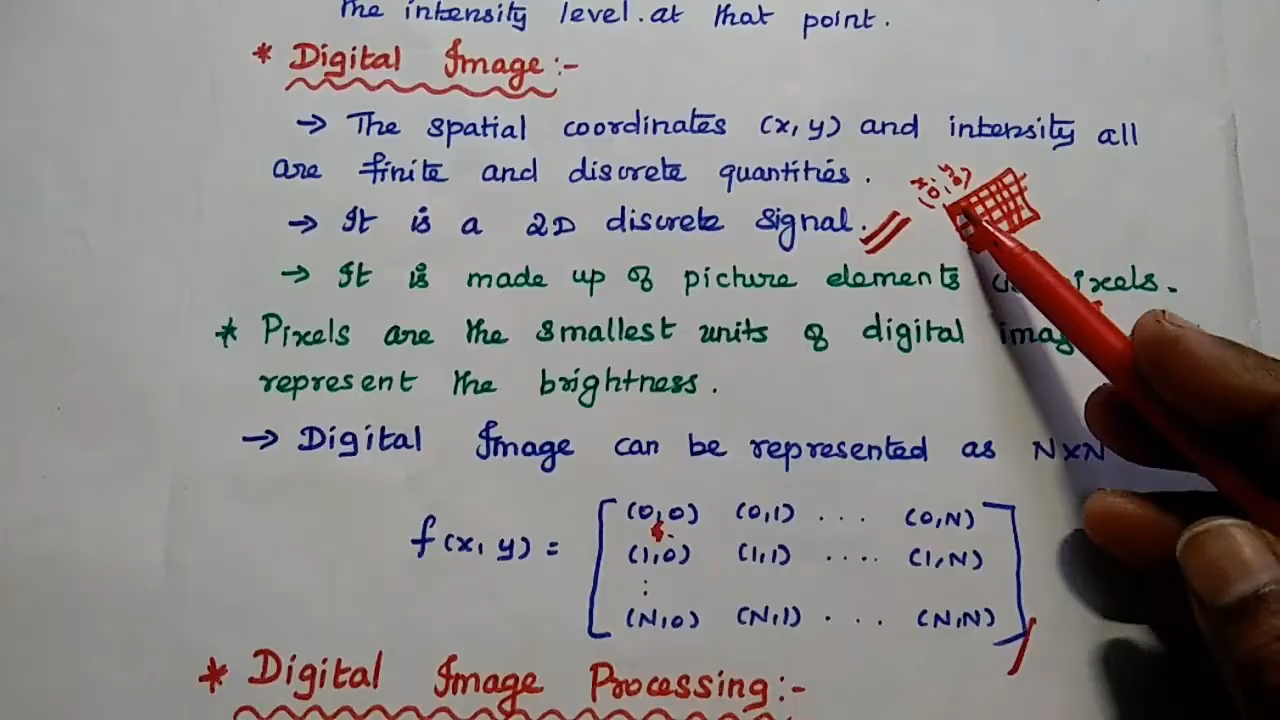 the intensity level.at that point.
* Digital Image:-
→ The spatial coordinates (x, y) and intensity all
are finite and discrete quantities.
x, y
(0, 0)
→ It is a 2D discrete signal.
→ It is made up of picture elements pixels.
* Pixels are the smallest units of digital
represent the brightness.
→ Digital Image can be represented as N×N
f(x, y) = [ (0,0) (0,1) ... (0,N)
(1,0) (1,1) .... (1,N)
:
(N,0) (N,1) . ... (N,N) ]
* Digital Image Processing:-